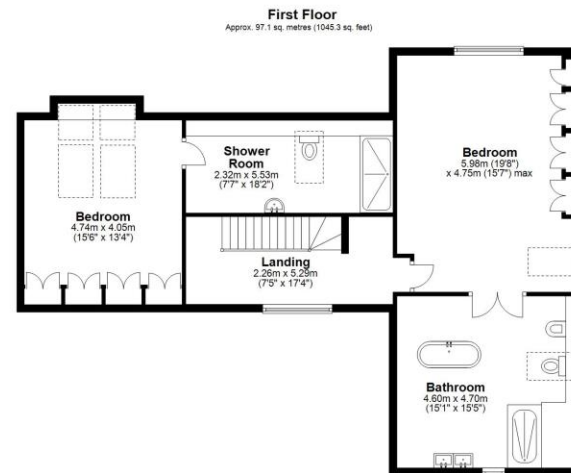 First Floor
Approx. 97.1 sq. metres (1045.3 sq. feet)
Shower
Room
2.32m x 5.53m
(7'7" x 18'2")
Bedroom
5.98m (19'8")
x 4.75m (15'7") max
Bedroom
4.74m x 4.05m
(15'6" x 13'4")
Landing
2.26m x 5.29m
(7'5" x 17'4")
Bathroom
4.60m x 4.70m
(15'1" x 15'5")